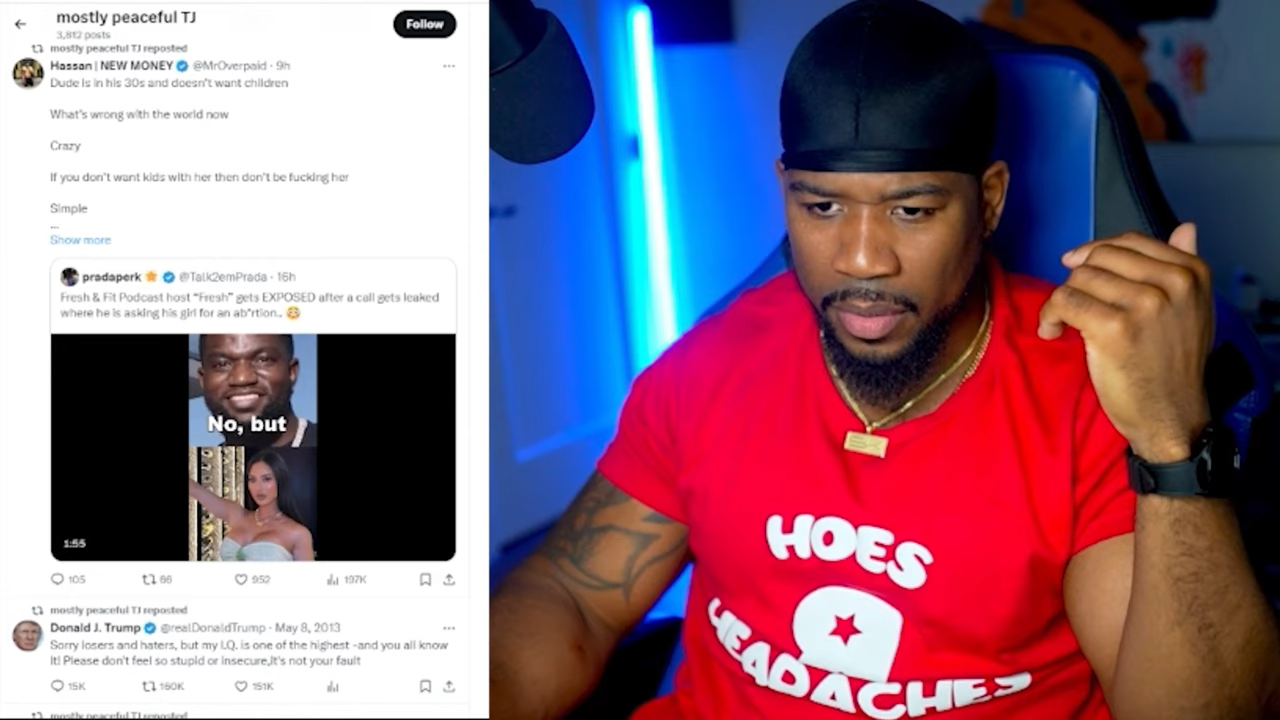 mostly peaceful TJ
3,812 posts
Follow
mostly peaceful TJ reposted
Hassan | NEW MONEY @MrOverpaid · 9h
Dude is in his 30s and doesn't want children
What's wrong with the world now
Crazy
If you don't want kids with her then don't be fucking her
Simple
...
Show more
pradaperk @Talk2emPrada · 16h
Fresh & Fit Podcast host "Fresh" gets EXPOSED after a call gets leaked
where he is asking his girl for an ab*rtion..
No, but
1:55
105 86 952 197K
mostly peaceful TJ reposted
Donald J. Trump @realDonaldTrump · May 8, 2013
Sorry losers and haters, but my I.Q. is one of the highest -and you all know
it! Please don't feel so stupid or insecure,it's not your fault
15K 160K 151K
mostly peaceful TJ reposted
HOES
HEADACHES